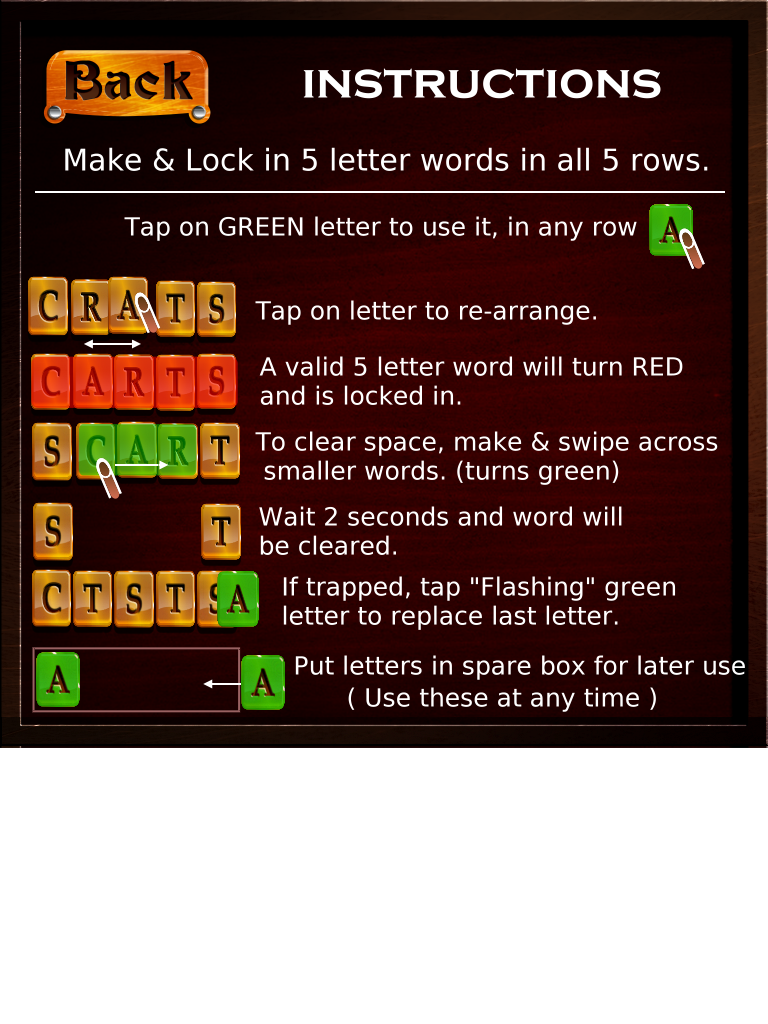 Back
INSTRUCTIONS
Make & Lock in 5 letter words in all 5 rows.
Tap on GREEN letter to use it, in any row
A
C R A T S
Tap on letter to re-arrange.
C A R T S
A valid 5 letter word will turn RED
and is locked in.
S C A R T
To clear space, make & swipe across
smaller words. (turns green)
S T
Wait 2 seconds and word will
be cleared.
C T S T S A
If trapped, tap "Flashing" green
letter to replace last letter.
A A
Put letters in spare box for later use
( Use these at any time )